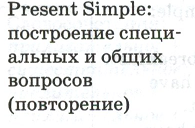 Present Simple:
построение специ-
альных и общих
вопросов
(повторение)